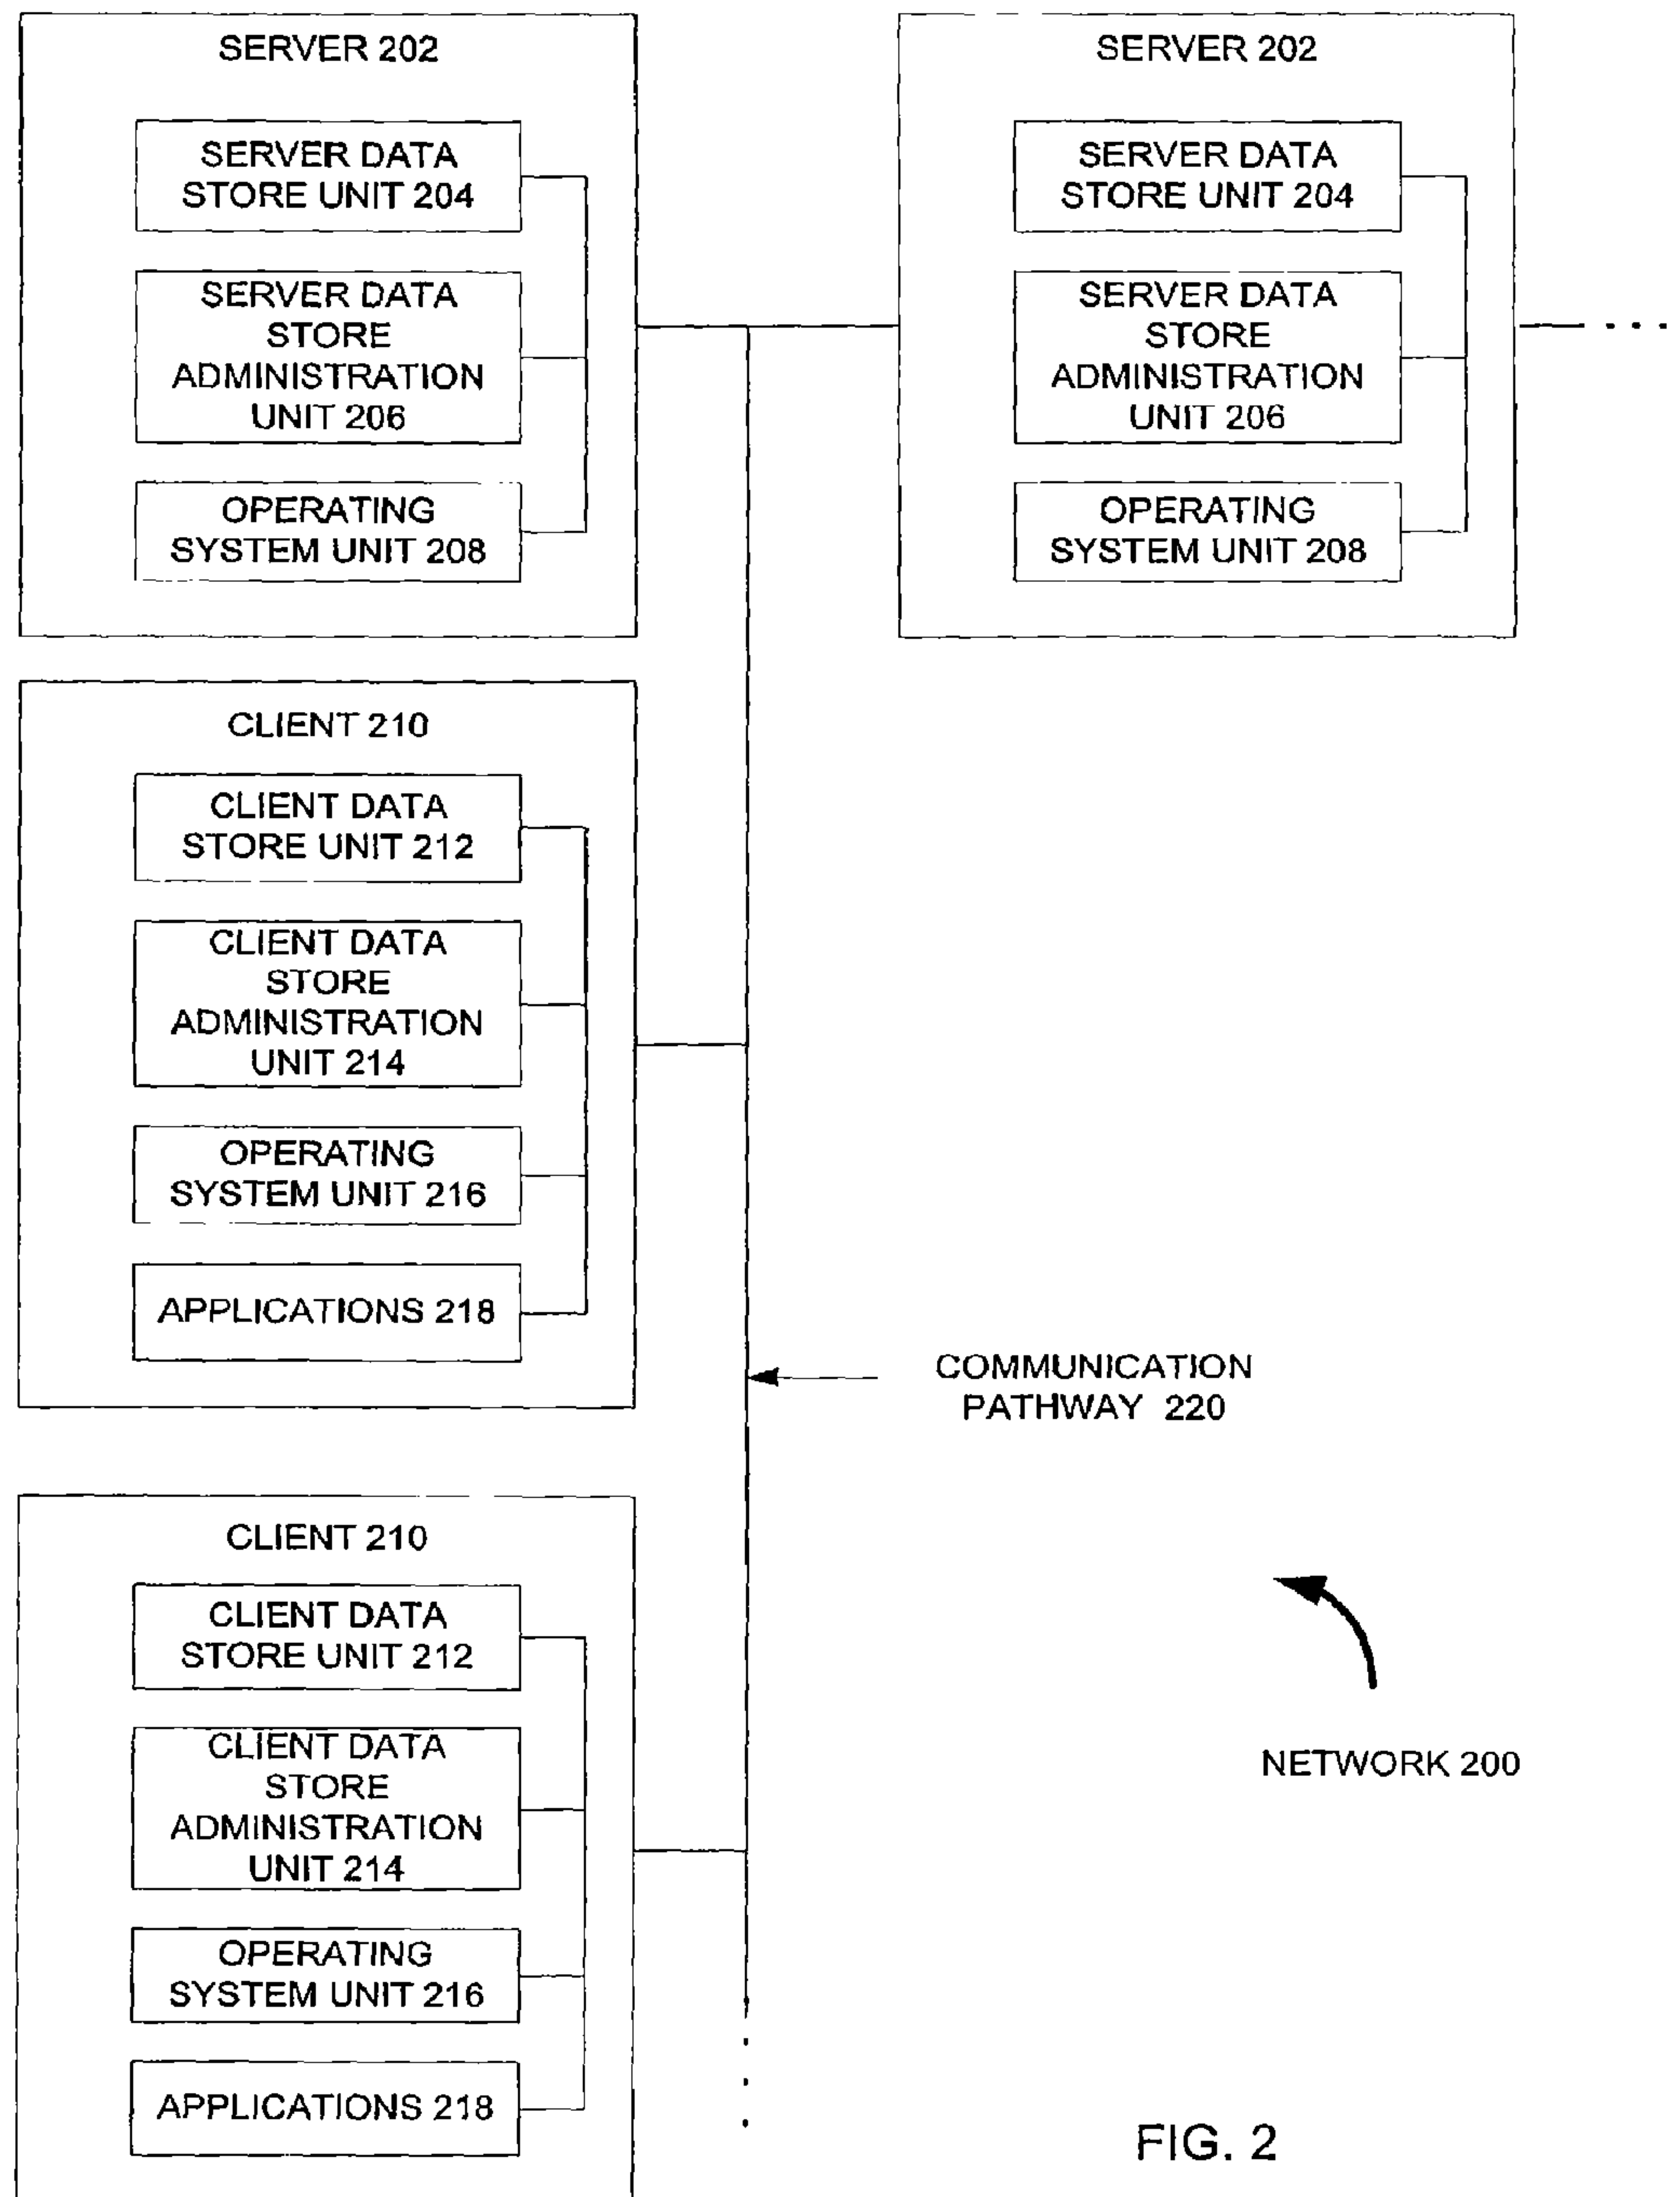 SERVER 202
SERVER DATA
STORE UNIT 204
SERVER DATA
STORE
ADMINISTRATION
UNIT 206
OPERATING
SYSTEM UNIT 208
SERVER 202
SERVER DATA
STORE UNIT 204
SERVER DATA
STORE
ADMINISTRATION
UNIT 206
OPERATING
SYSTEM UNIT 208
CLIENT 210
CLIENT DATA
STORE UNIT 212
CLIENT DATA
STORE
ADMINISTRATION
UNIT 214
OPERATING
SYSTEM UNIT 216
APPLICATIONS 218
COMMUNICATION
PATHWAY 220
CLIENT 210
CLIENT DATA
STORE UNIT 212
CLIENT DATA
STORE
ADMINISTRATION
UNIT 214
OPERATING
SYSTEM UNIT 216
APPLICATIONS 218
NETWORK 200
FIG. 2